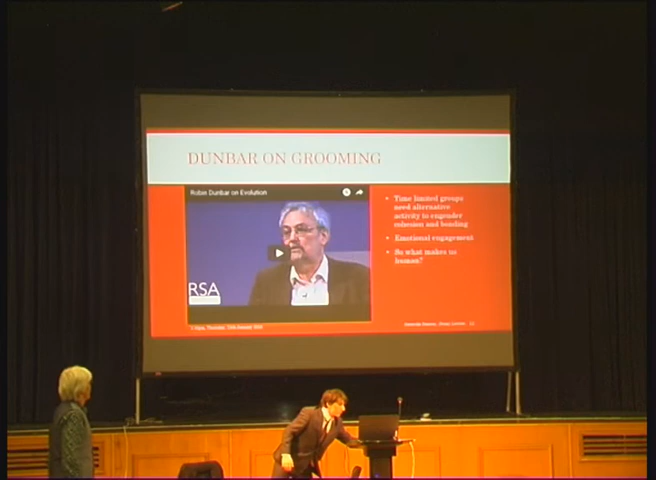 DUNBAR ON GROOMING
Robin Dunbar on Evolution
RSA
• Time limited groups
need alternative
activity to engender
cohesion and bonding
• Emotional engagement
• So what makes us
human?